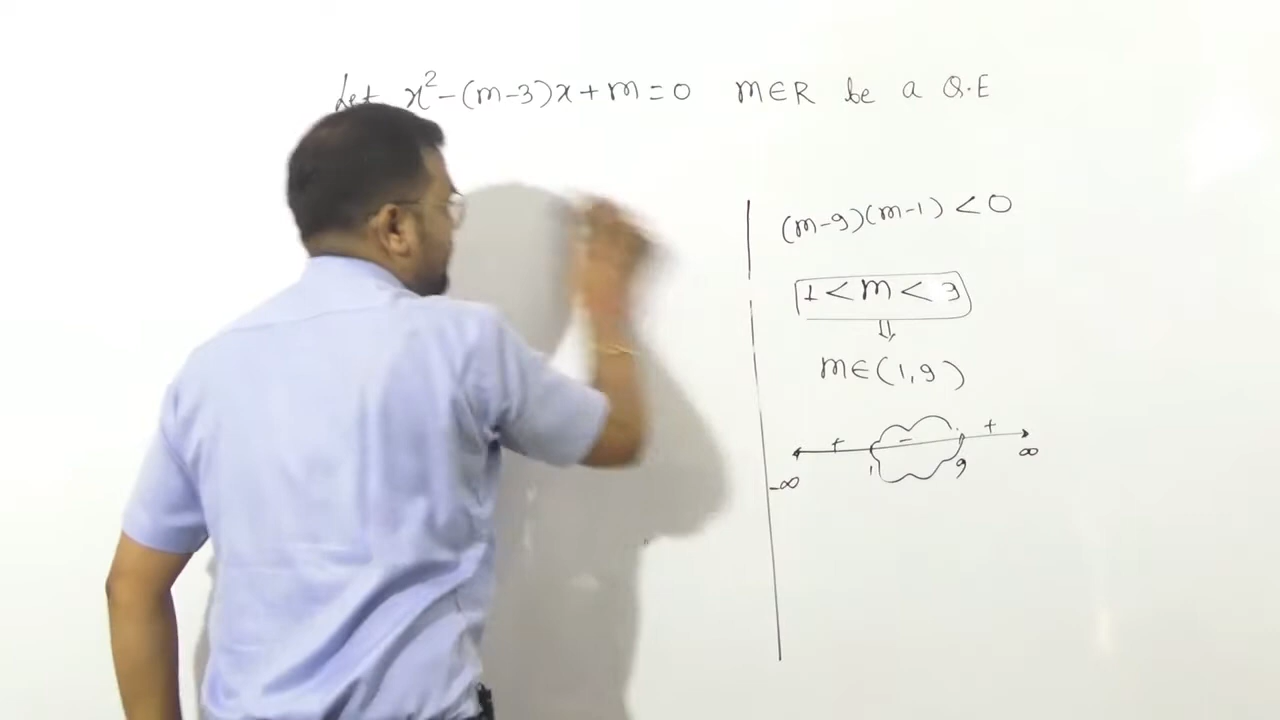 Let x² - (m-3)x + m = 0 m∈R be a Q.E
(m-9)(m-1) < 0
1 < m < 9
⇓
m∈(1,9)
+ - +
-∞ 1 9 ∞